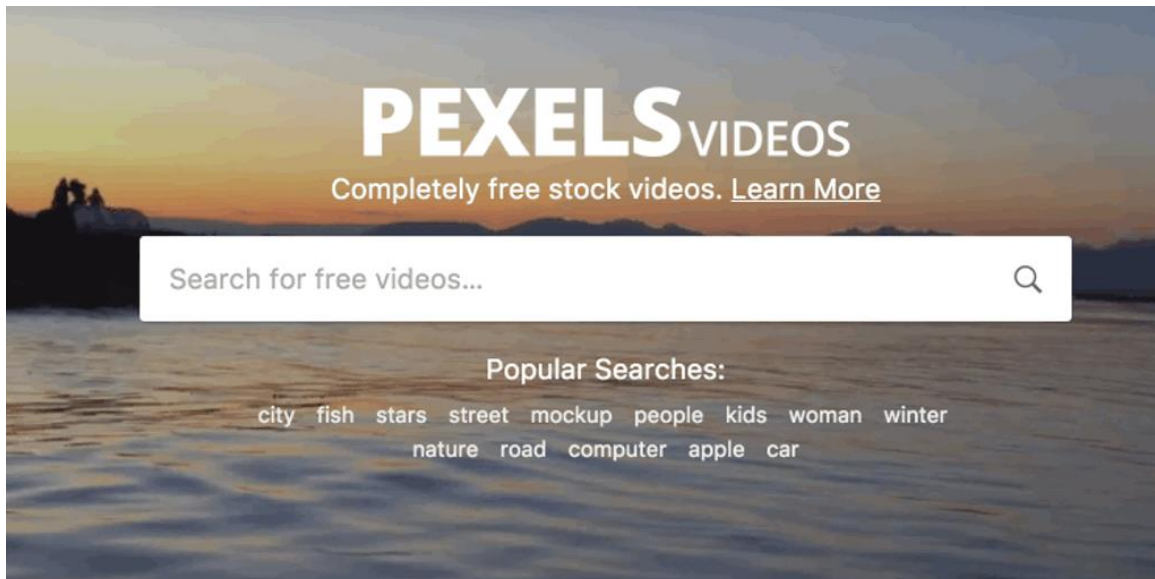 PEXELS VIDEOS
Completely free stock videos. Learn More
Search for free videos...
Popular Searches:
city fish stars street mockup people kids woman winter
nature road computer apple car